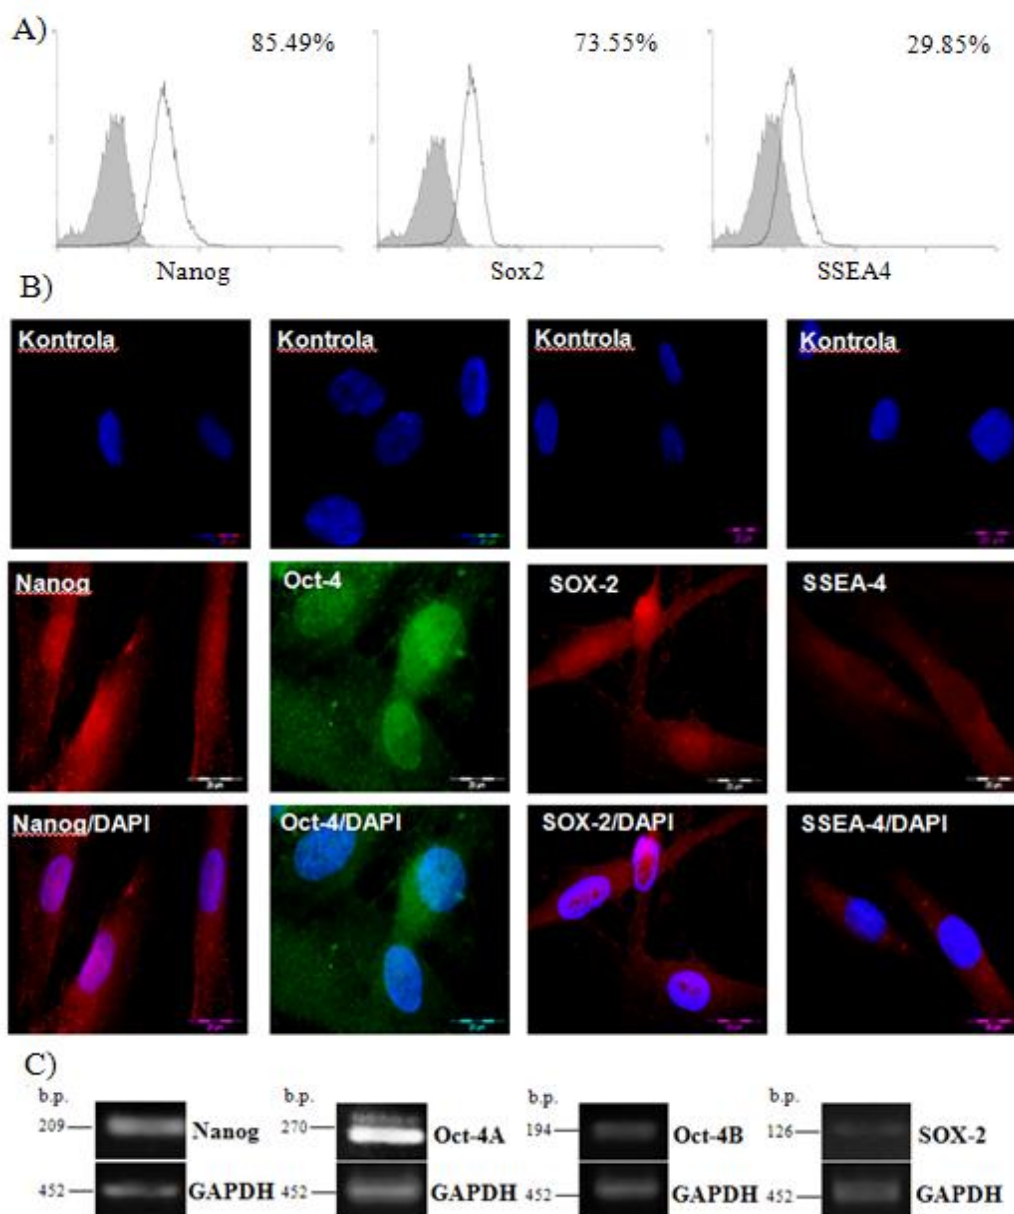 A)
85.49% 73.55% 29.85%
Nanog Sox2 SSEA4
B)
Kontrola Kontrola Kontrola Kontrola
Nanog Oct-4 SOX-2 SSEA-4
Nanog/DAPI Oct-4/DAPI SOX-2/DAPI SSEA-4/DAPI
C)
b.p. b.p. b.p. b.p.
209 Nanog 270 Oct-4A 194 Oct-4B 126 SOX-2
452 GAPDH 452 GAPDH 452 GAPDH 452 GAPDH